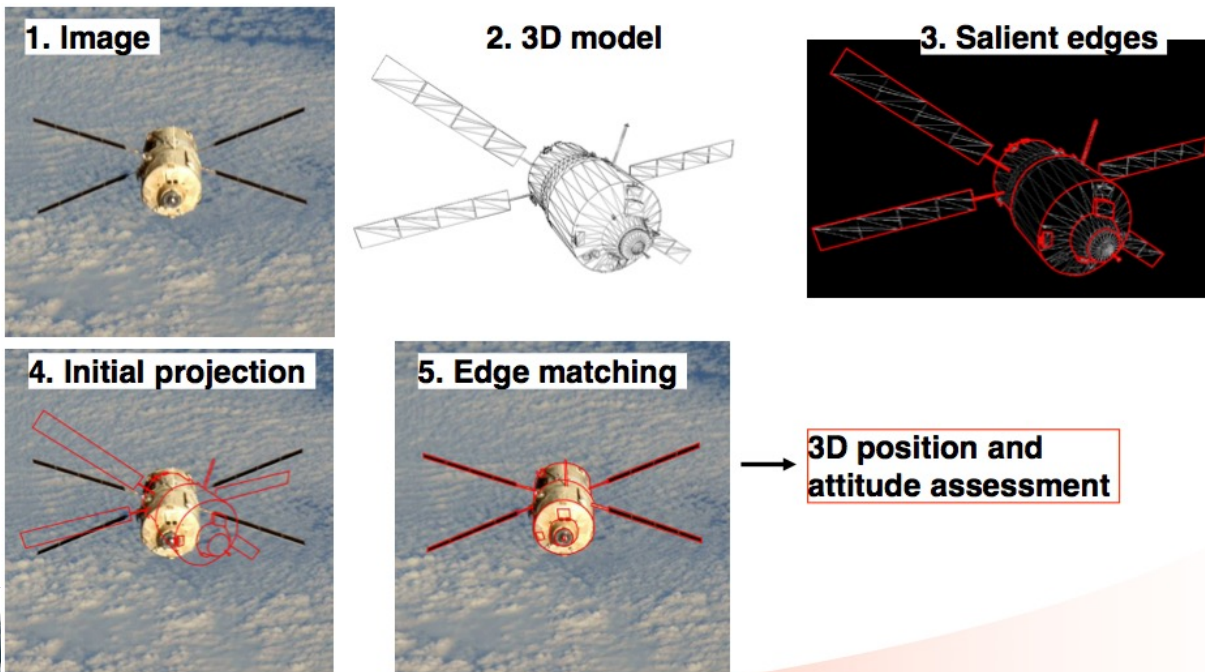 1. Image
2. 3D model
3. Salient edges
4. Initial projection
5. Edge matching
3D position and
attitude assessment